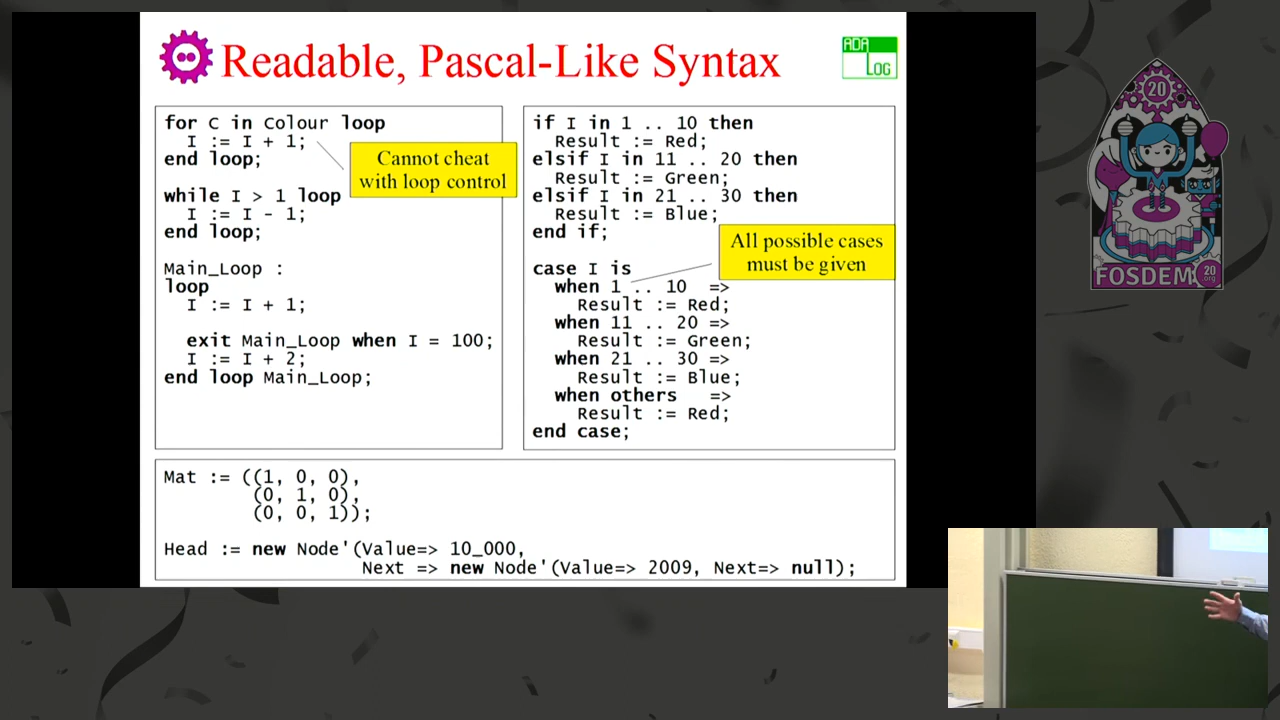 Readable, Pascal-Like Syntax
ADA
LOG
for C in Colour loop
I := I + 1;
end loop;
Cannot cheat
with loop control
while I > 1 loop
I := I - 1;
end loop;
Main_Loop :
loop
I := I + 1;
exit Main_Loop when I = 100;
I := I + 2;
end loop Main_Loop;
if I in 1 .. 10 then
Result := Red;
elsif I in 11 .. 20 then
Result := Green;
elsif I in 21 .. 30 then
Result := Blue;
end if;
All possible cases
must be given
case I is
when 1 .. 10 =>
Result := Red;
when 11 .. 20 =>
Result := Green;
when 21 .. 30 =>
Result := Blue;
when others =>
Result := Red;
end case;
Mat := ((1, 0, 0),
(0, 1, 0),
(0, 0, 1));
Head := new Node'(Value=> 10_000,
Next => new Node'(Value=> 2009, Next=> null);
20
FOSDEM
20
.org